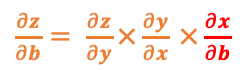 ∂z/∂b = ∂z/∂y × ∂y/∂x × ∂x/∂b